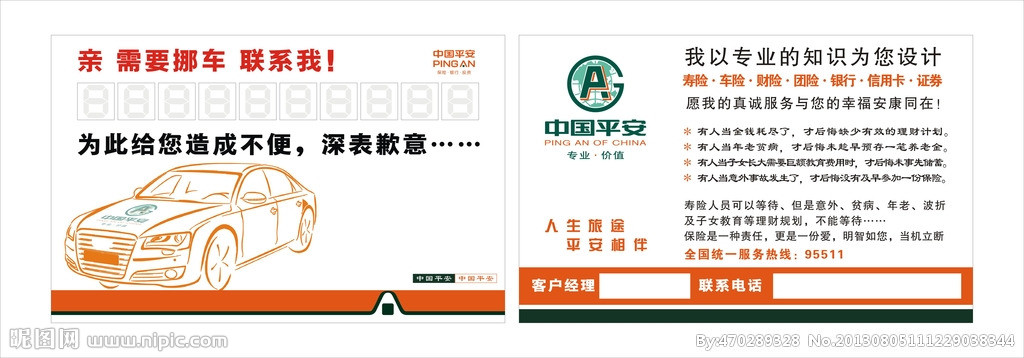 亲 需要挪车 联系我!
中国平安
PING AN
保险·银行·投资
为此给您造成不便，深表歉意……
中国平安
中国平安 中国平安
我以专业的知识为您设计
寿险·车险·财险·团险·银行·信用卡·证券
愿我的真诚服务与您的幸福安康同在!
中国平安
PING AN OF CHINA
专业·价值
* 有人当金钱耗尽了，才后悔缺少有效的理财计划。
* 有人当年老贫病，才后悔未趁早预存一笔养老金。
* 有人当子女长大需要巨额教育费用时，才后悔未事先储蓄。
* 有人当意外事故发生了，才后悔没有及早参加一份保险。
人生旅途
平安相伴
寿险人员可以等待、但是意外、贫病、年老、波折
及子女教育等理财规划，不能等待……
保险是一种责任，更是一份爱，明智如您，当机立断
全国统一服务热线：95511
客户经理 联系电话
昵图网 www.nipic.com
By:470289328 No.20130805111229038344